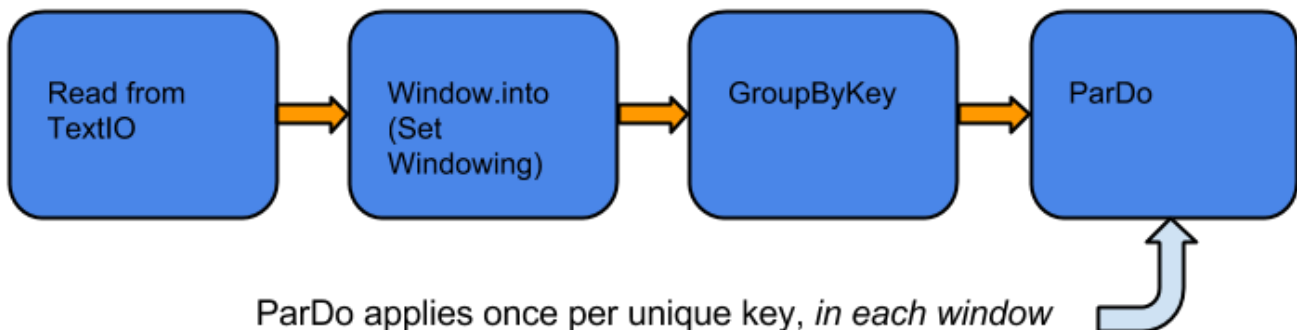 Read from
TextIO
Window.into
(Set
Windowing)
GroupByKey
ParDo
ParDo applies once per unique key, in each window